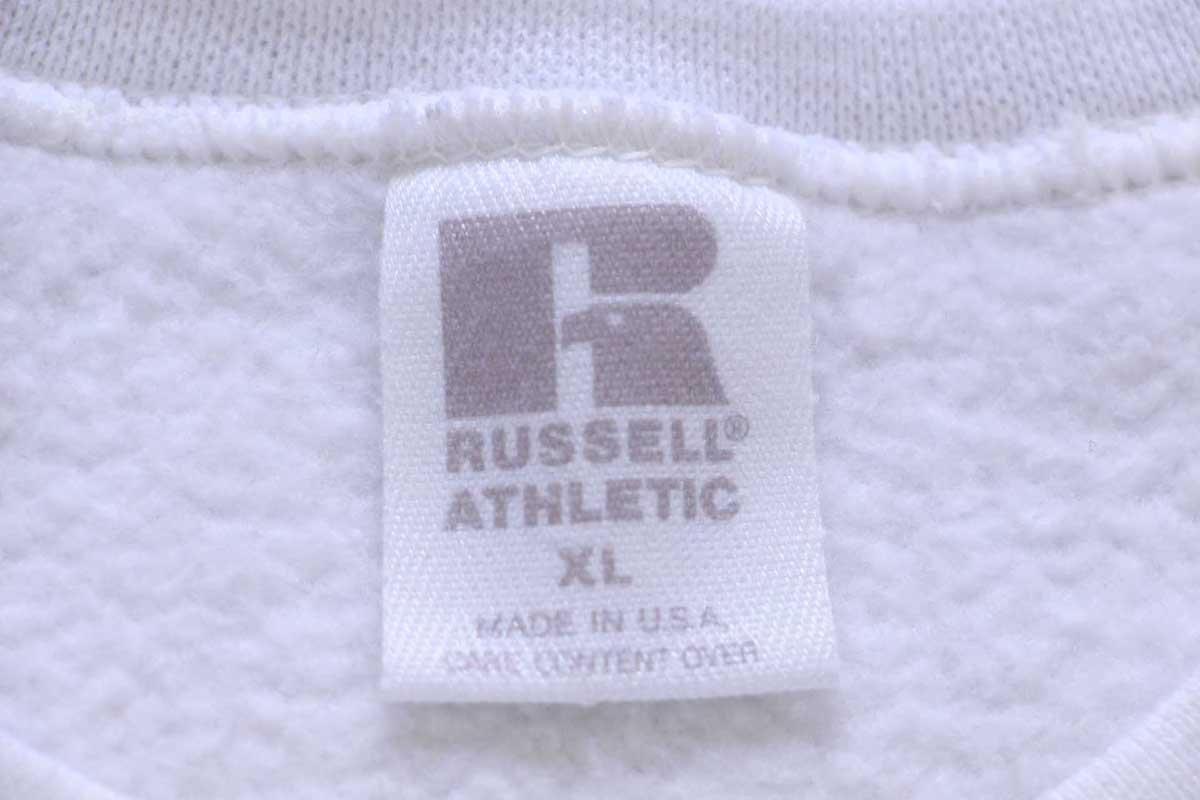 R
RUSSELL®
ATHLETIC
XL
MADE IN U.S.A.
CARE CONTENT OVER